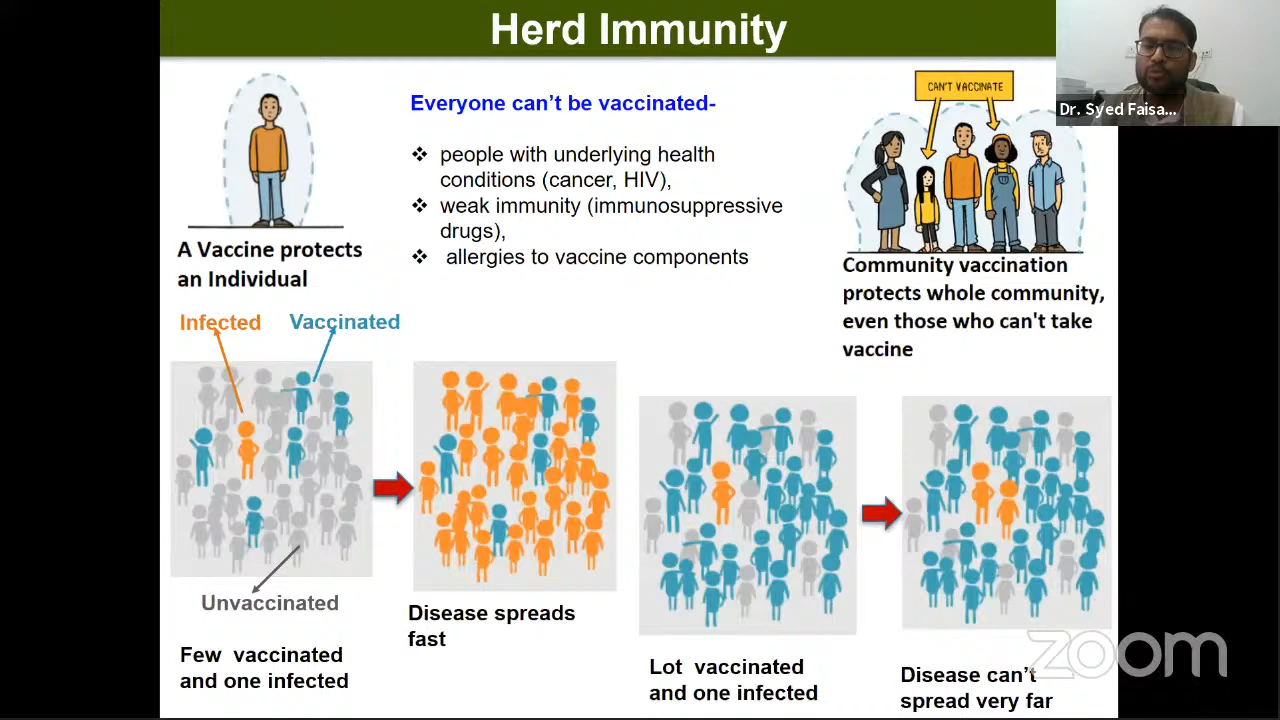 Herd Immunity
Dr. Syed Faisa...
CAN'T VACCINATE
Everyone can't be vaccinated-
❖ people with underlying health
conditions (cancer, HIV),
❖ weak immunity (immunosuppressive
drugs),
❖ allergies to vaccine components
A Vaccine protects
an Individual
Community vaccination
protects whole community,
even those who can't take
vaccine
Infected
Vaccinated
Unvaccinated
Few vaccinated
and one infected
Disease spreads
fast
Lot vaccinated
and one infected
Disease can't
spread very far
zoom